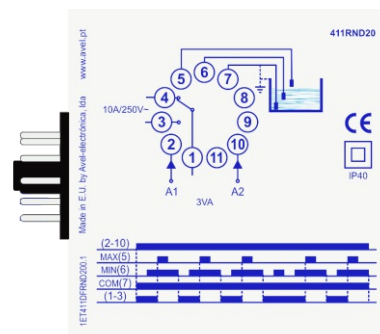 411RND20
www.avel.pt
Made in E.U. by Avel-electrónica, lda
1ET411DFRND200.1
5
6
7
4
8
10A/250V~
3
9
2
10
1
11
A1
A2
3VA
CE
IP40
(2-10)
MAX(5)
MIN(6)
COM(7)
(1-3)